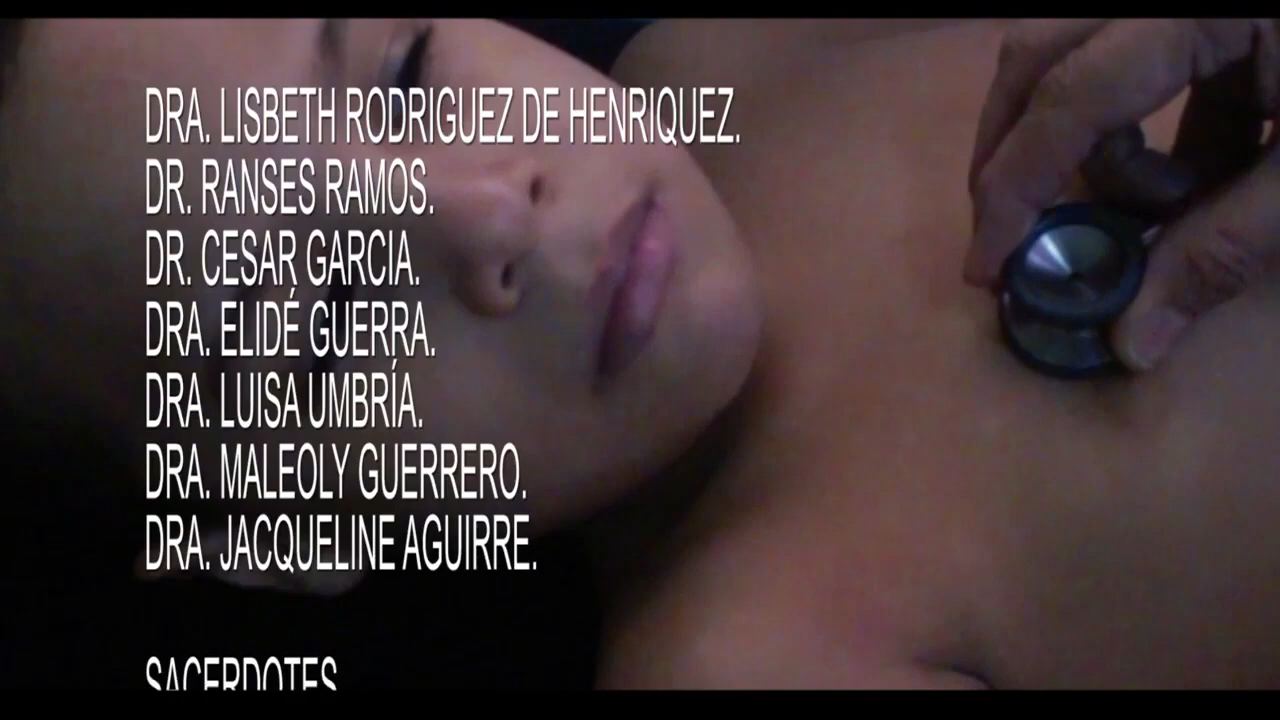 DRA. LISBETH RODRIGUEZ DE HENRIQUEZ.
DR. RANSES RAMOS.
DR. CESAR GARCIA.
DRA. ELIDÉ GUERRA.
DRA. LUISA UMBRÍA.
DRA. MALEOLY GUERRERO.
DRA. JACQUELINE AGUIRRE.
SACERDOTES